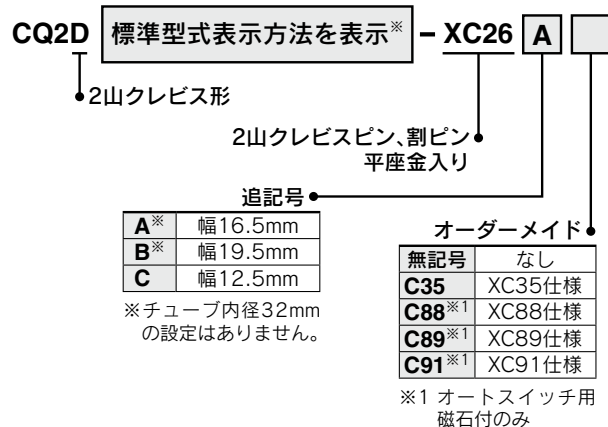 CQ2D 標準型式表示方法を表示※ - XC26 A
2山クレビス形
2山クレビスピン、割ピン
平座金入り
追記号
A※ 幅16.5mm
B※ 幅19.5mm
C 幅12.5mm
※チューブ内径32mm
の設定はありません。
オーダーメイド
無記号 なし
C35 XC35仕様
C88※1 XC88仕様
C89※1 XC89仕様
C91※1 XC91仕様
※1 オートスイッチ用
磁石付のみ